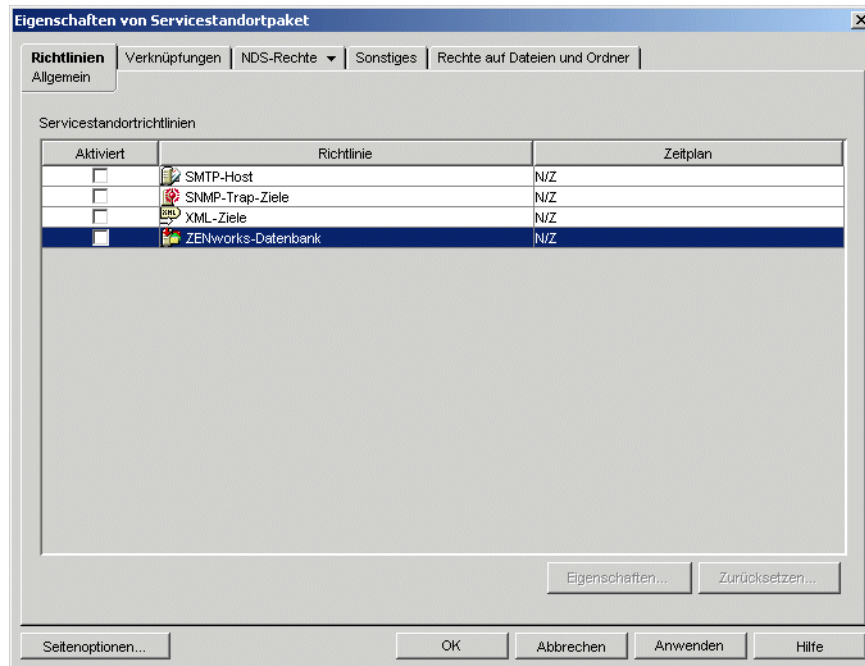 Eigenschaften von Servicestandortpaket
Richtlinien Verknüpfungen NDS-Rechte Sonstiges Rechte auf Dateien und Ordner
Allgemein
Servicestandortrichtlinien
Aktiviert Richtlinie Zeitplan
SMTP-Host N/Z
SNMP-Trap-Ziele N/Z
XML XML-Ziele N/Z
ZENworks-Datenbank N/Z
Eigenschaften... Zurücksetzen...
Seitenoptionen... OK Abbrechen Anwenden Hilfe